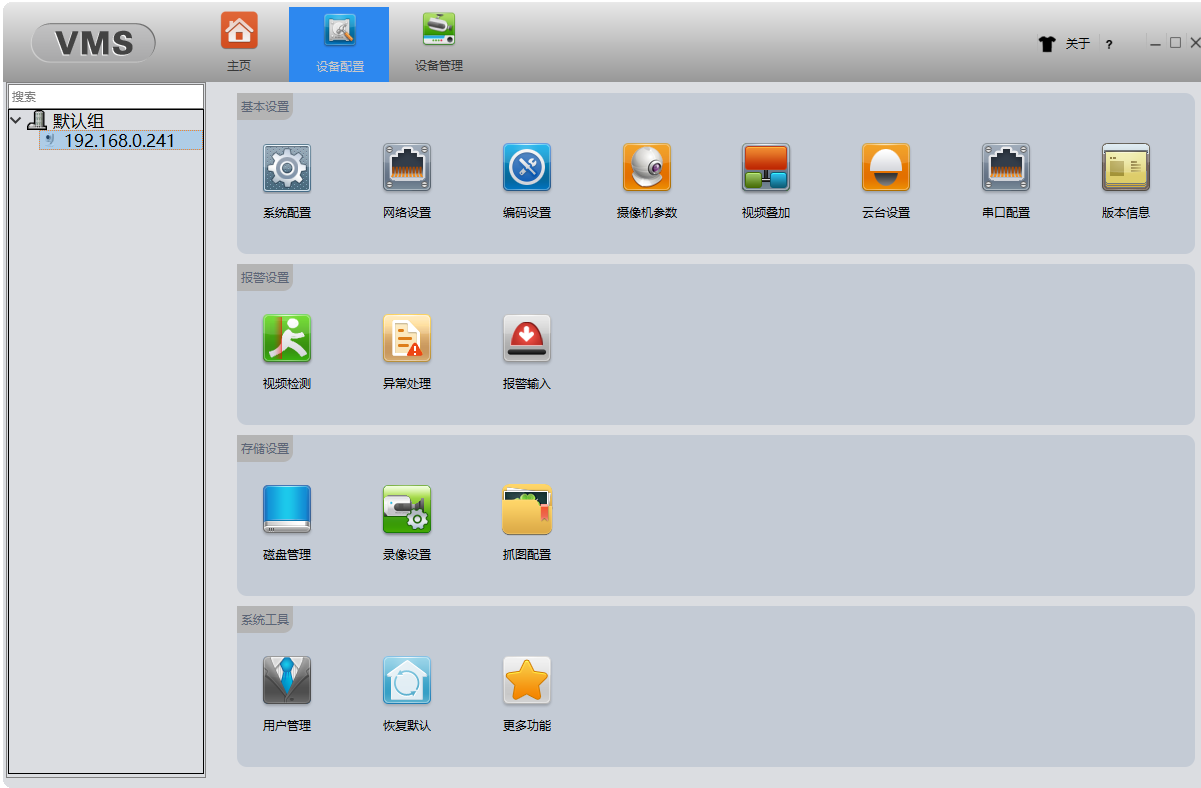 VMS
主页
设备配置
设备管理
关于
?
搜索
默认组
192.168.0.241
基本设置
系统配置
网络设置
编码设置
摄像机参数
视频叠加
云台设置
串口配置
版本信息
报警设置
视频检测
异常处理
报警输入
存储设置
磁盘管理
录像设置
抓图配置
系统工具
用户管理
恢复默认
更多功能